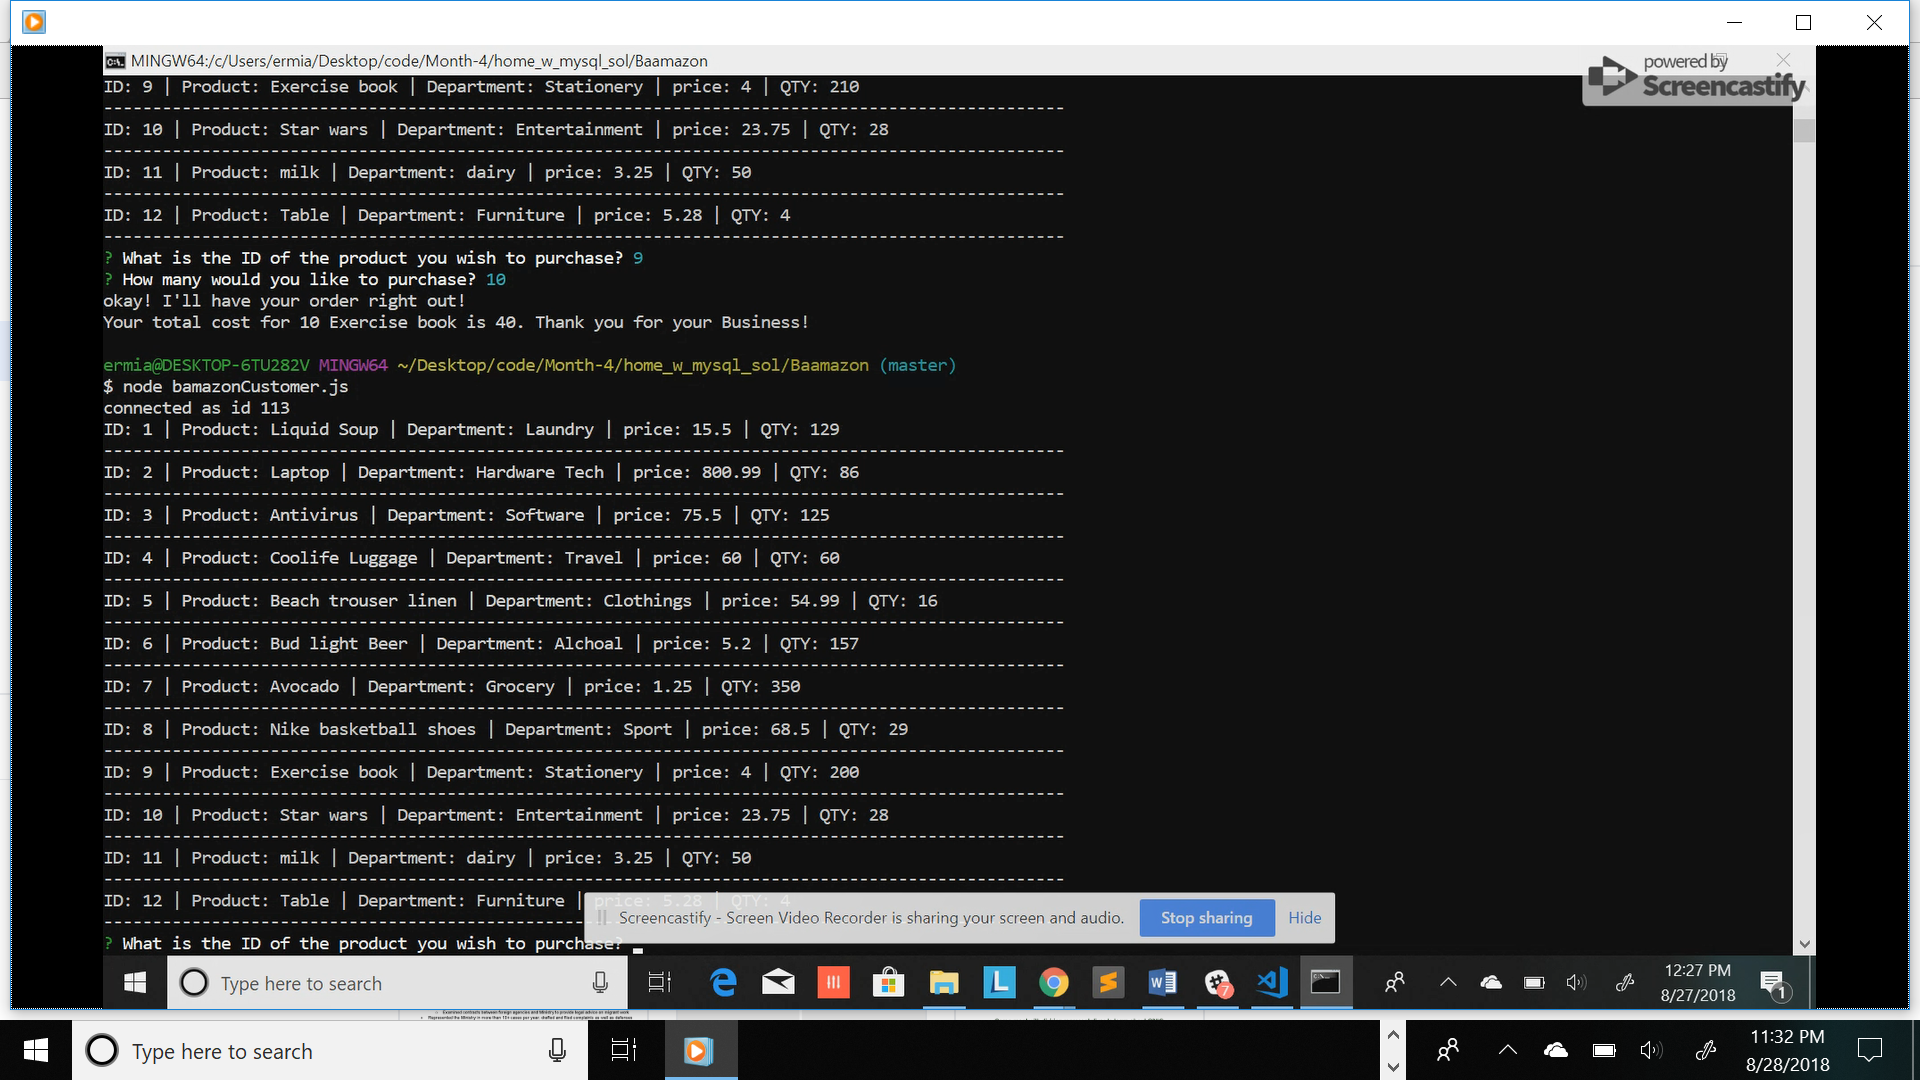 MINGW64:/c/Users/ermia/Desktop/code/Month-4/home_w_mysql_sol/Baamazon
powered by
Screencastify
ID: 9 | Product: Exercise book | Department: Stationery | price: 4 | QTY: 210
--------------------------------------------------------------------------------------------------
ID: 10 | Product: Star wars | Department: Entertainment | price: 23.75 | QTY: 28
--------------------------------------------------------------------------------------------------
ID: 11 | Product: milk | Department: dairy | price: 3.25 | QTY: 50
--------------------------------------------------------------------------------------------------
ID: 12 | Product: Table | Department: Furniture | price: 5.28 | QTY: 4
--------------------------------------------------------------------------------------------------
? What is the ID of the product you wish to purchase? 9
? How many would you like to purchase? 10
okay! I'll have your order right out!
Your total cost for 10 Exercise book is 40. Thank you for your Business!
ermia@DESKTOP-6TU282V MINGW64 ~/Desktop/code/Month-4/home_w_mysql_sol/Baamazon (master)
$ node bamazonCustomer.js
connected as id 113
ID: 1 | Product: Liquid Soup | Department: Laundry | price: 15.5 | QTY: 129
--------------------------------------------------------------------------------------------------
ID: 2 | Product: Laptop | Department: Hardware Tech | price: 800.99 | QTY: 86
--------------------------------------------------------------------------------------------------
ID: 3 | Product: Antivirus | Department: Software | price: 75.5 | QTY: 125
--------------------------------------------------------------------------------------------------
ID: 4 | Product: Coolife Luggage | Department: Travel | price: 60 | QTY: 60
--------------------------------------------------------------------------------------------------
ID: 5 | Product: Beach trouser linen | Department: Clothings | price: 54.99 | QTY: 16
--------------------------------------------------------------------------------------------------
ID: 6 | Product: Bud light Beer | Department: Alchoal | price: 5.2 | QTY: 157
--------------------------------------------------------------------------------------------------
ID: 7 | Product: Avocado | Department: Grocery | price: 1.25 | QTY: 350
--------------------------------------------------------------------------------------------------
ID: 8 | Product: Nike basketball shoes | Department: Sport | price: 68.5 | QTY: 29
--------------------------------------------------------------------------------------------------
ID: 9 | Product: Exercise book | Department: Stationery | price: 4 | QTY: 200
--------------------------------------------------------------------------------------------------
ID: 10 | Product: Star wars | Department: Entertainment | price: 23.75 | QTY: 28
--------------------------------------------------------------------------------------------------
ID: 11 | Product: milk | Department: dairy | price: 3.25 | QTY: 50
--------------------------------------------------------------------------------------------------
ID: 12 | Product: Table | Department: Furniture | price: 5.28 | QTY: 4
Screencastify - Screen Video Recorder is sharing your screen and audio. Stop sharing Hide
? What is the ID of the product you wish to purchase?
Type here to search
7
12:27 PM
8/27/2018
1
Type here to search
11:32 PM
8/28/2018